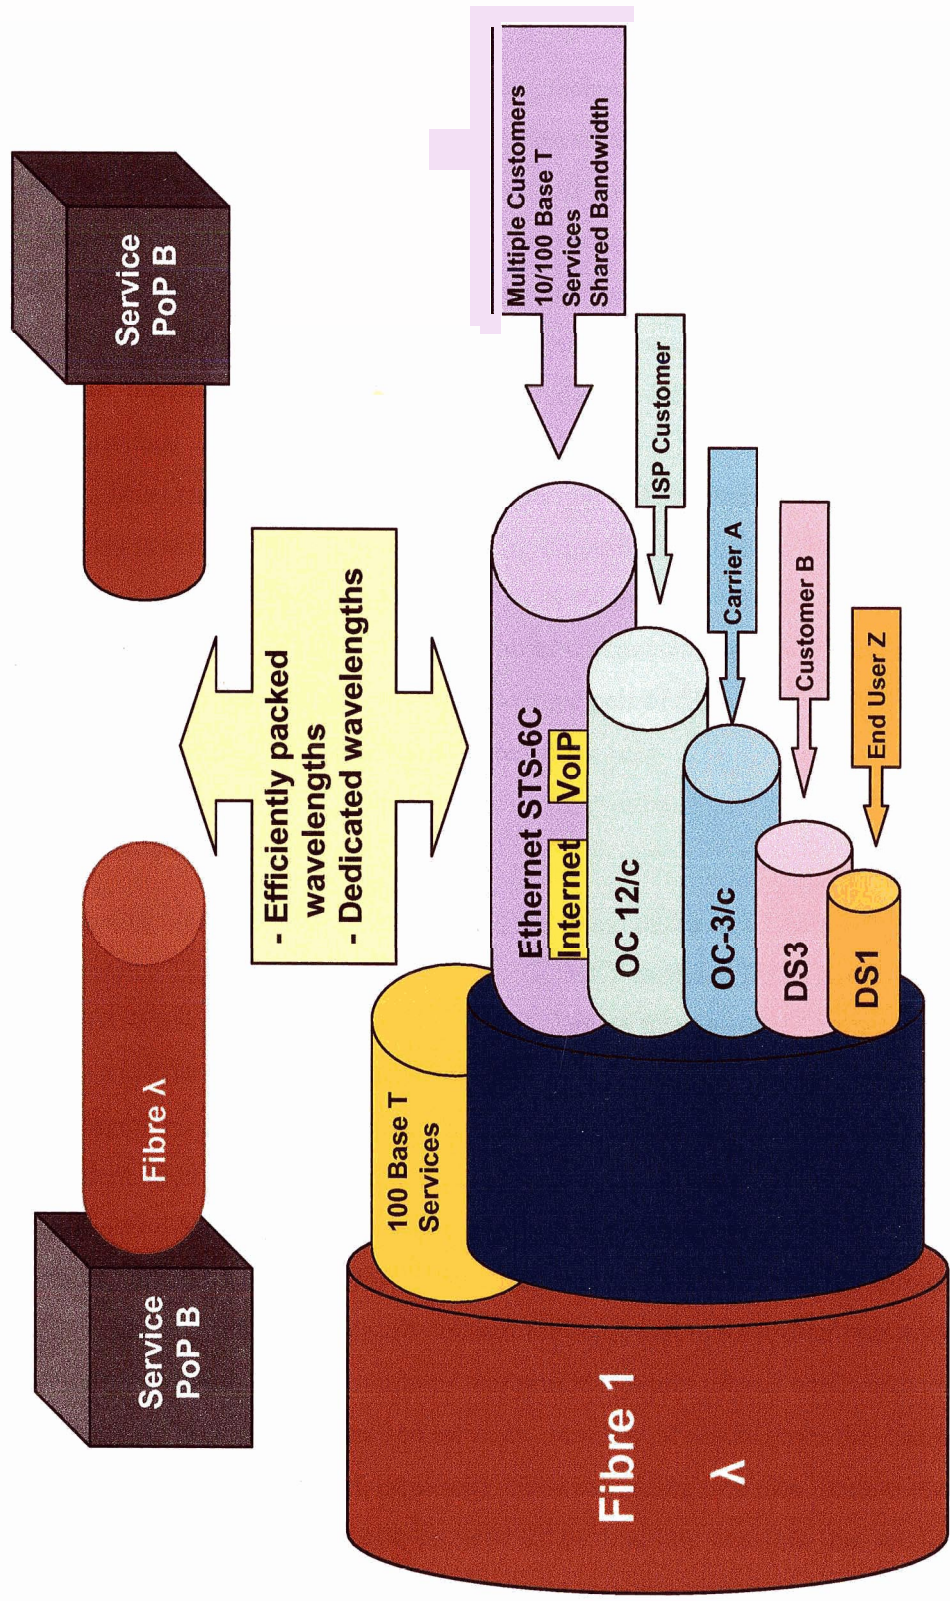 Service
PoP B
Fibre λ
Service
PoP B
- Efficiently packed
wavelengths
- Dedicated wavelengths
100 Base T
Services
Fibre 1
λ
Ethernet STS-6C
Internet
VoIP
OC 12/c
OC-3/c
DS3
DS1
Multiple Customers
10/100 Base T
Services
Shared Bandwidth
ISP Customer
Carrier A
Customer B
End User Z